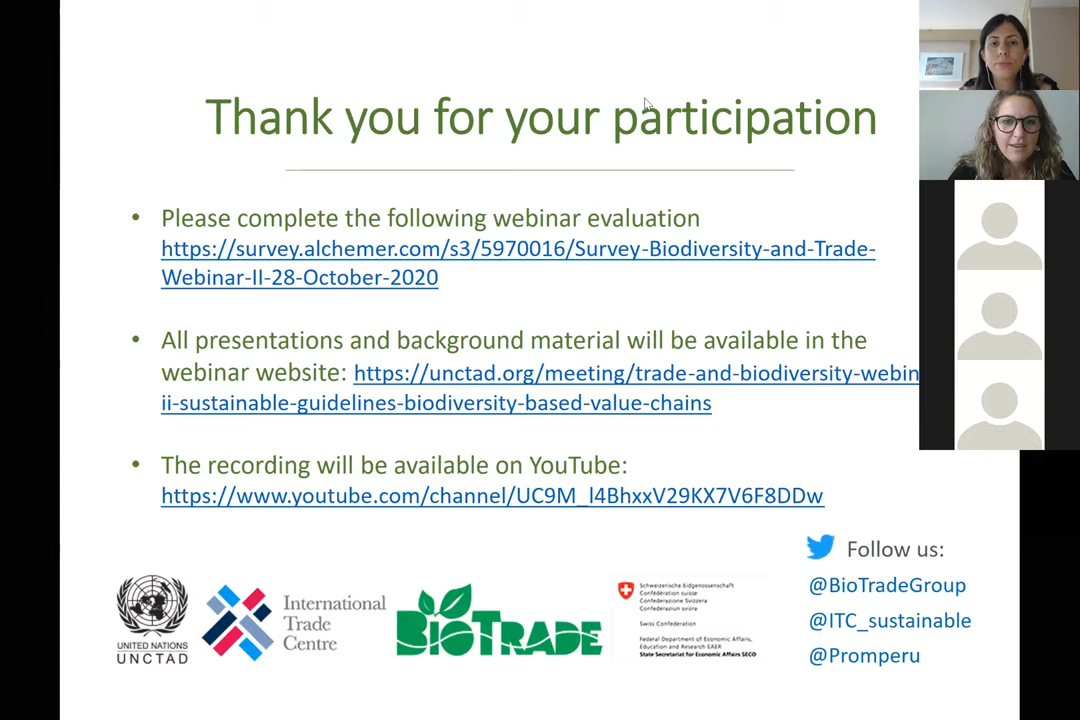 Thank you for your participation
• Please complete the following webinar evaluation
https://survey.alchemer.com/s3/5970016/Survey-Biodiversity-and-Trade-
Webinar-II-28-October-2020
• All presentations and background material will be available in the
webinar website: https://unctad.org/meeting/trade-and-biodiversity-webin
ii-sustainable-guidelines-biodiversity-based-value-chains
• The recording will be available on YouTube:
https://www.youtube.com/channel/UC9M_l4BhxxV29KX7V6F8DDw
Follow us:
@BioTradeGroup
@ITC_sustainable
@Promperu
UNITED NATIONS
UNCTAD
International
Trade
Centre
BIOTRADE
Schweizerische Eidgenossenschaft
Confédération suisse
Confederazione Svizzera
Confederaziun svizra
Swiss Confederation
Federal Department of Economic Affairs,
Education and Research EAER
State Secretariat for Economic Affairs SECO